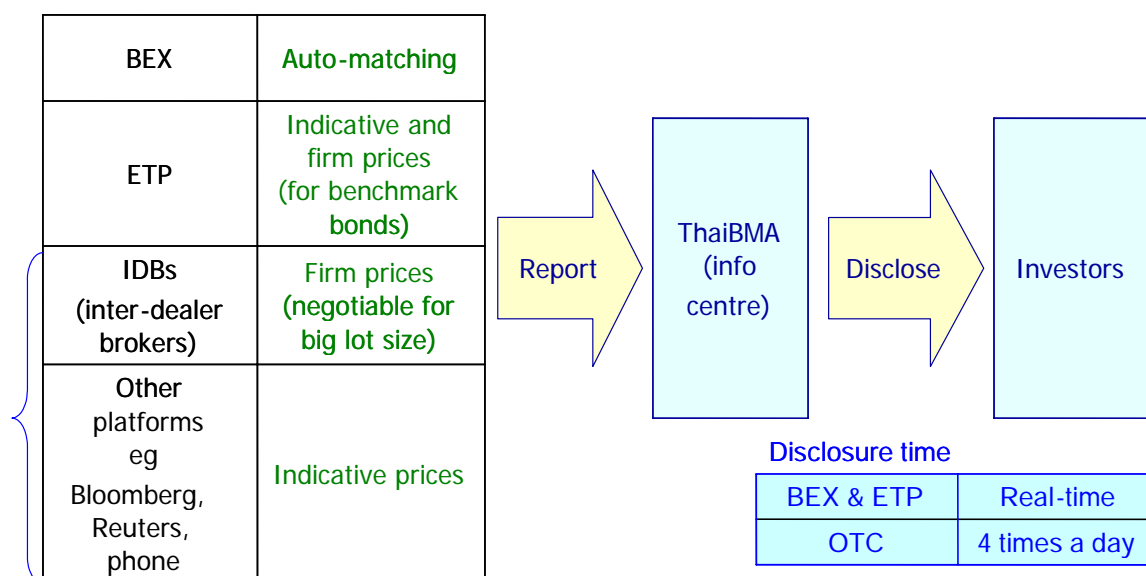 BEX
Auto-matching
ETP
Indicative and
firm prices
(for benchmark
bonds)
IDBs
(inter-dealer
brokers)
Firm prices
(negotiable for
big lot size)
Other
platforms
eg
Bloomberg,
Reuters,
phone
Indicative prices
Report
ThaiBMA
(info
centre)
Disclose
Investors
Disclosure time
BEX & ETP
Real-time
OTC
4 times a day